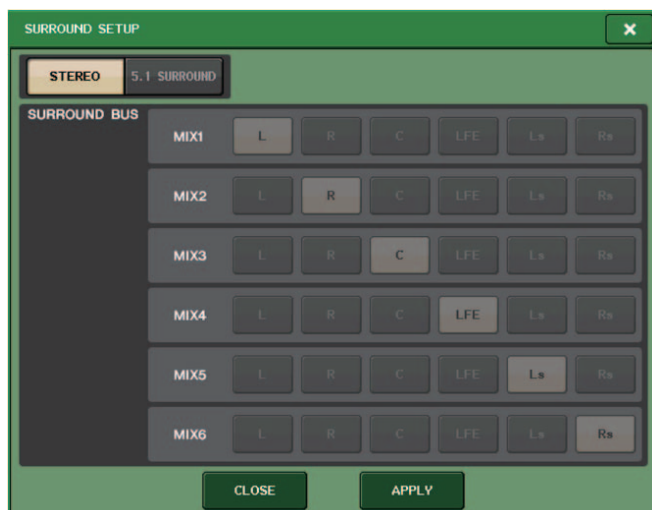 SURROUND SETUP ×
STEREO 5.1 SURROUND
SURROUND BUS
MIX1 L R C LFE Ls Rs
MIX2 L R C LFE Ls Rs
MIX3 L R C LFE Ls Rs
MIX4 L R C LFE Ls Rs
MIX5 L R C LFE Ls Rs
MIX6 L R C LFE Ls Rs
CLOSE APPLY